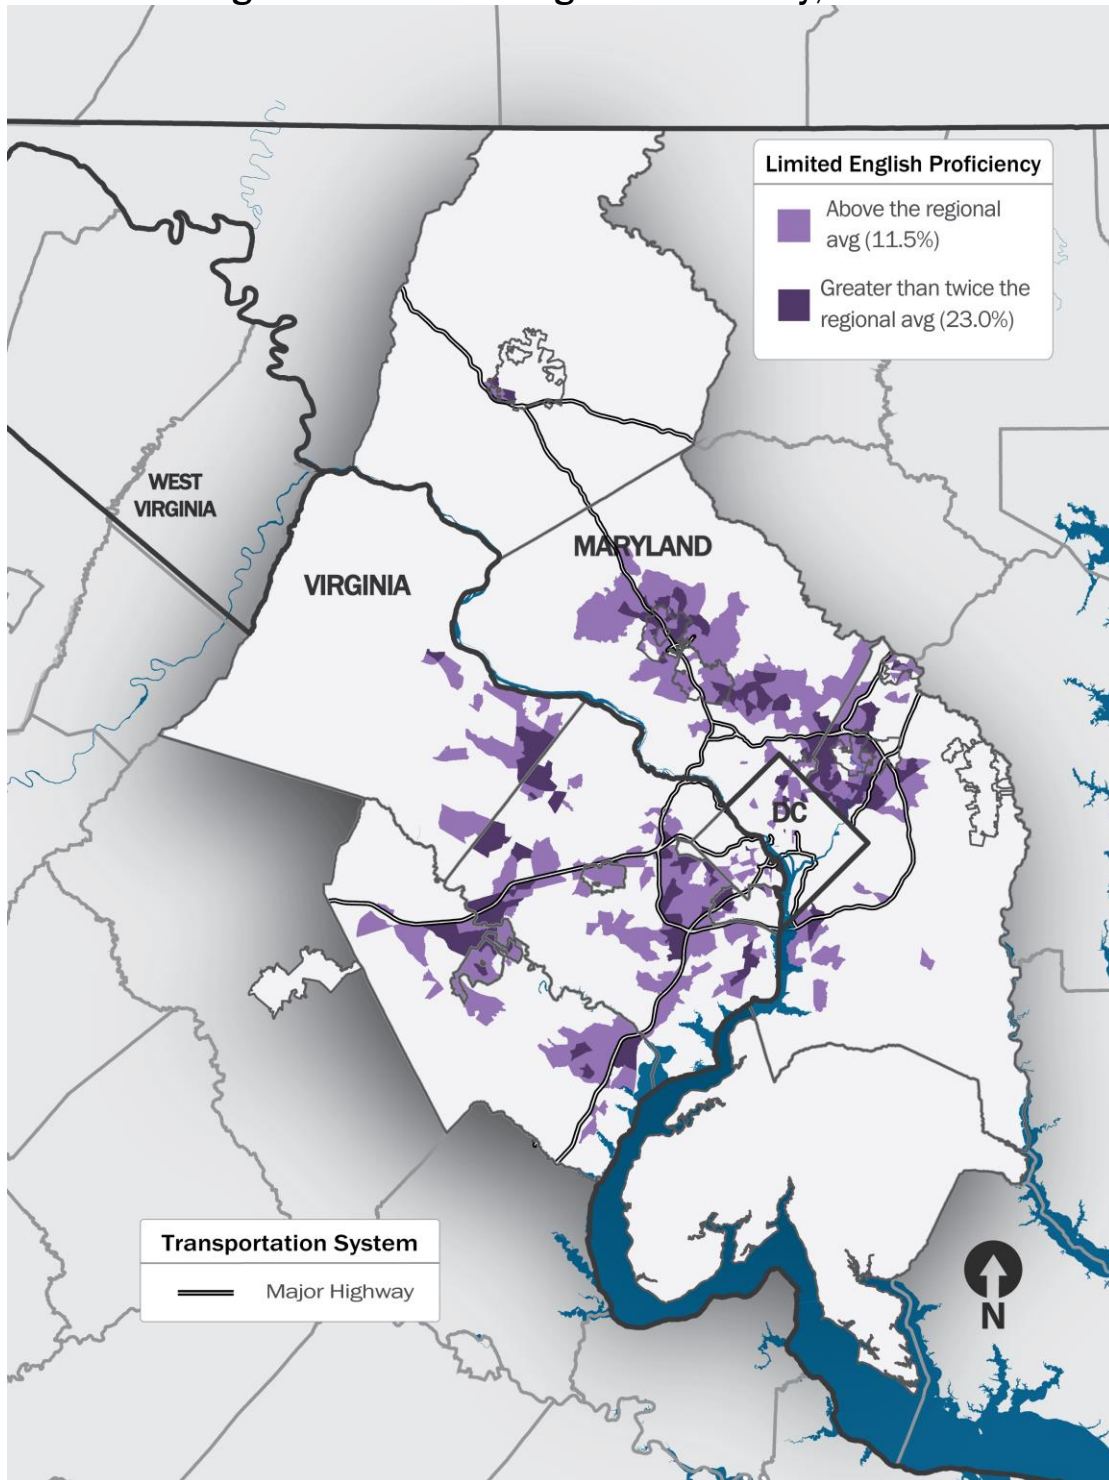 Limited English Proficiency
Above the regional
avg (11.5%)
Greater than twice the
regional avg (23.0%)
WEST
VIRGINIA
MARYLAND
VIRGINIA
DC
Transportation System
Major Highway
N